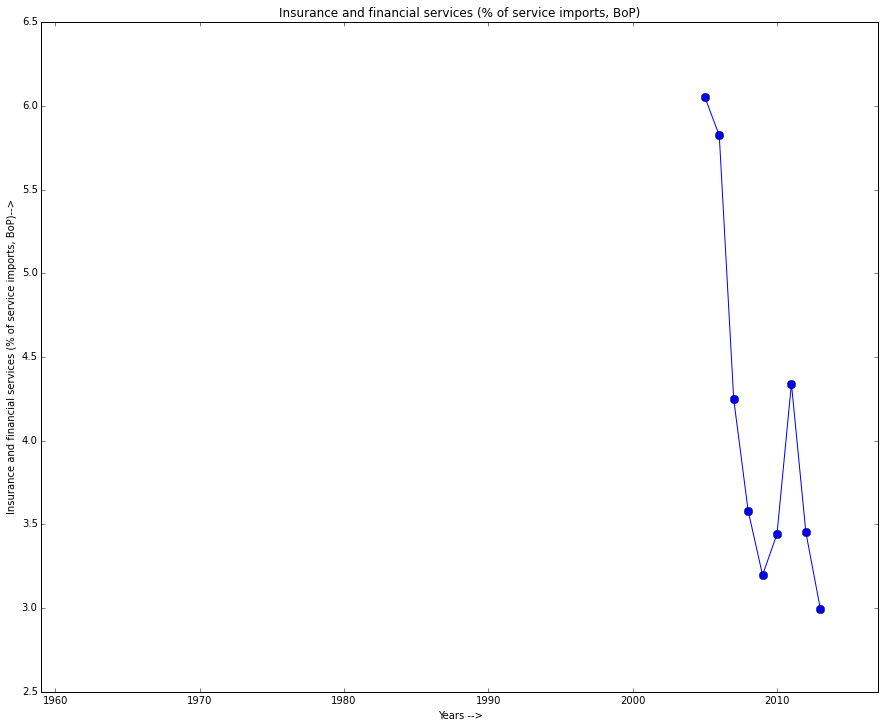 Insurance and financial services (% of service imports, BoP)
6.5
6.0
5.5
5.0
4.5
4.0
3.5
3.0
2.5
Insurance and financial services (% of service imports, BoP)-->
1960 1970 1980 1990 2000 2010
Years -->